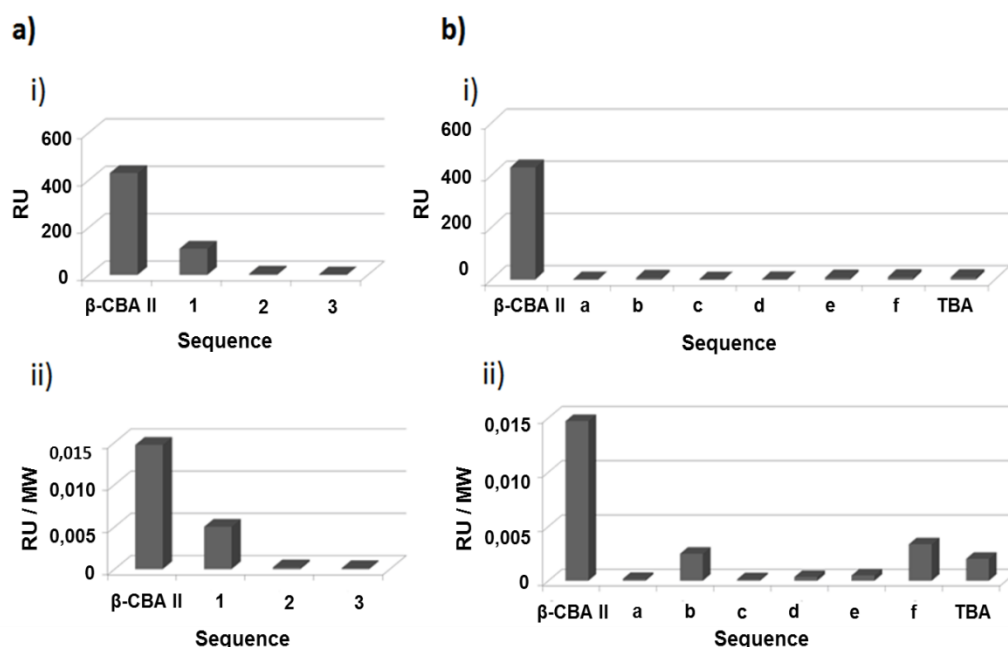 a)
i)
600
400
200
0
RU
β-CBA II 1 2 3
Sequence
ii)
0,015
0,010
0,005
0
RU / MW
β-CBA II 1 2 3
Sequence
b)
i)
600
400
200
0
RU
β-CBA II a b c d e f TBA
Sequence
ii)
0,015
0,010
0,005
0
RU / MW
β-CBA II a b c d e f TBA
Sequence